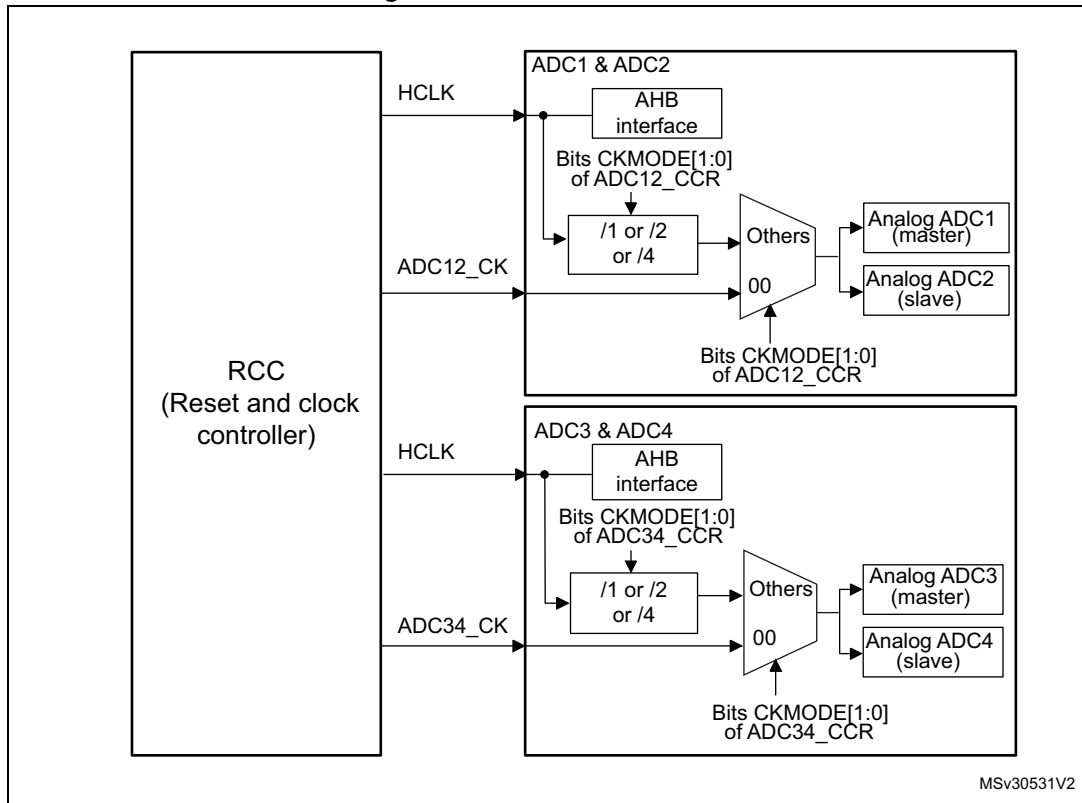 ADC1 & ADC2
HCLK
AHB
interface
Bits CKMODE[1:0]
of ADC12_CCR
/1 or /2
or /4
Others
00
Analog ADC1
(master)
Analog ADC2
(slave)
ADC12_CK
Bits CKMODE[1:0]
of ADC12_CCR
RCC
(Reset and clock
controller)
ADC3 & ADC4
HCLK
AHB
interface
Bits CKMODE[1:0]
of ADC34_CCR
/1 or /2
or /4
Others
00
Analog ADC3
(master)
Analog ADC4
(slave)
ADC34_CK
Bits CKMODE[1:0]
of ADC34_CCR
MSv30531V2